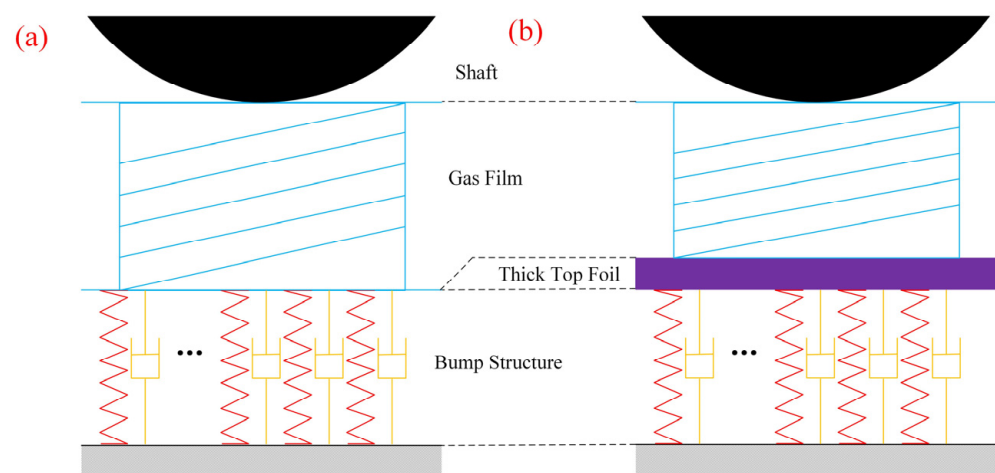 (a)
(b)
Shaft
Gas Film
Thick Top Foil
Bump Structure